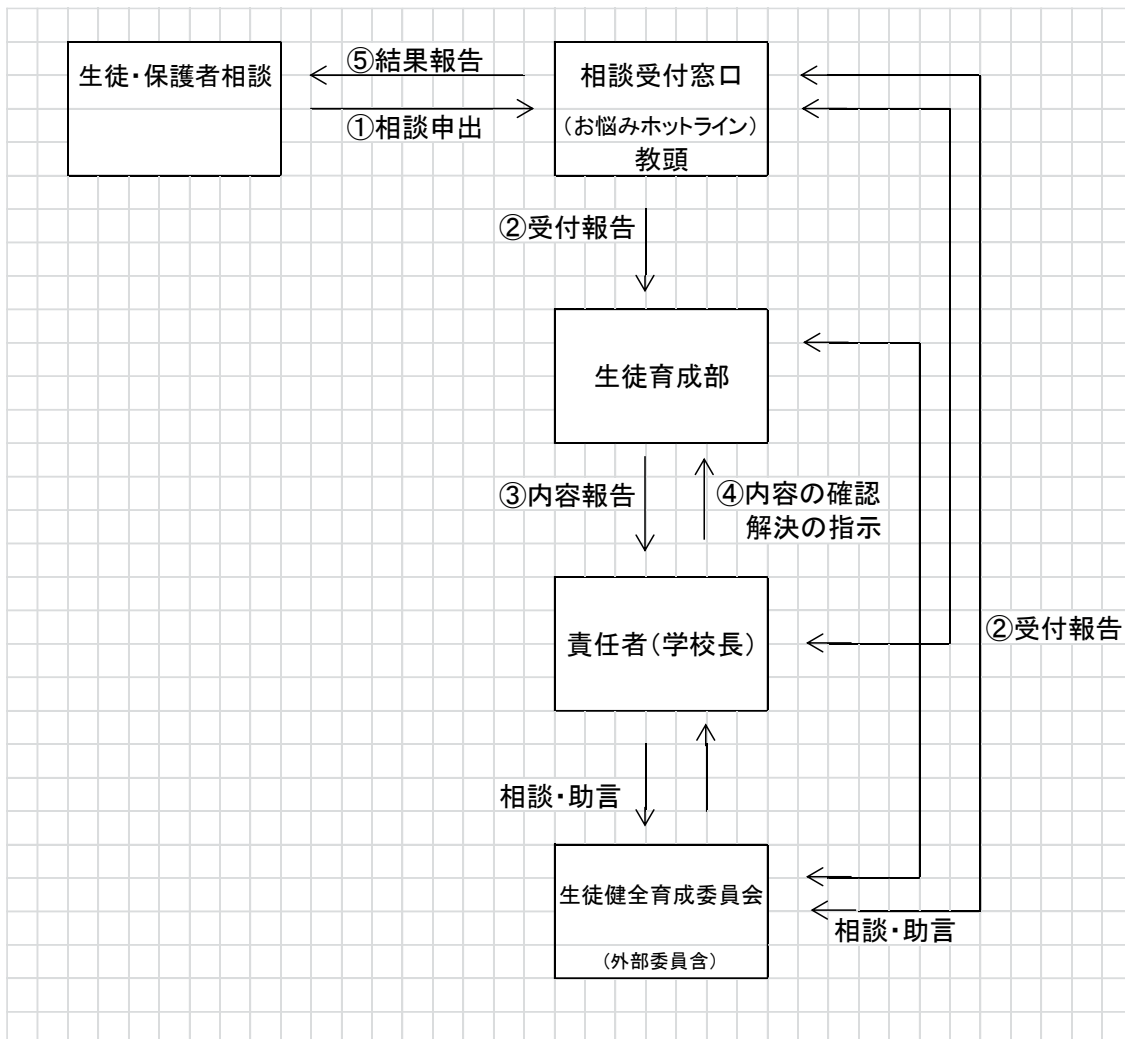 生徒・保護者相談
⑤結果報告
①相談申出
相談受付窓口
（お悩みホットライン）
教頭
②受付報告
生徒育成部
③内容報告
④内容の確認
解決の指示
責任者（学校長）
②受付報告
相談・助言
生徒健全育成委員会
（外部委員含）
相談・助言